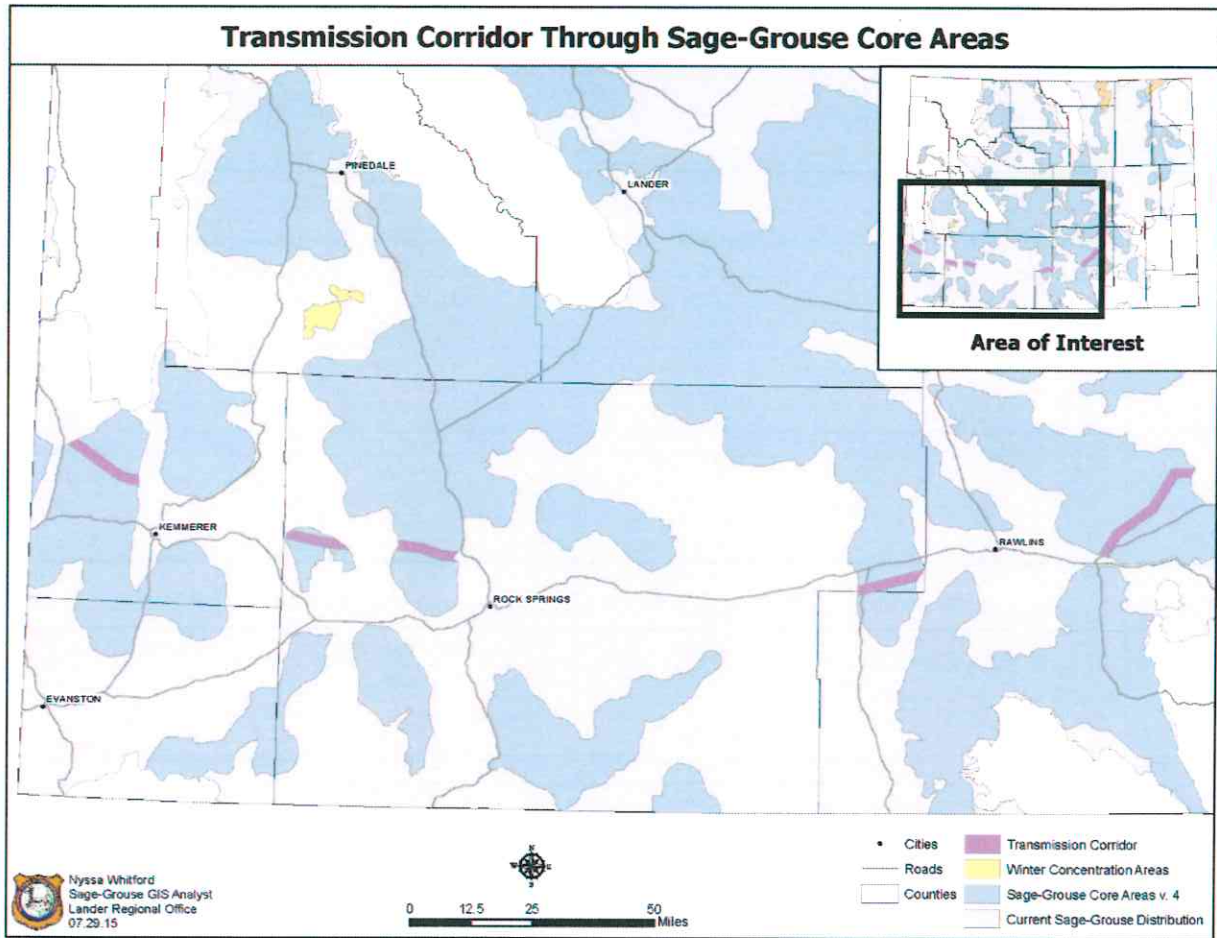 Transmission Corridor Through Sage-Grouse Core Areas
PINEDALE
LANDER
Area of Interest
KEMMERER
RAWLINS
ROCK SPRINGS
EVANSTON
Nyssa Whitford
Sage-Grouse GIS Analyst
Lander Regional Office
07.29.15
N
W E
S
0 12.5 25 50
Miles
Cities
Roads
Counties
Transmission Corridor
Winter Concentration Areas
Sage-Grouse Core Areas v. 4
Current Sage-Grouse Distribution